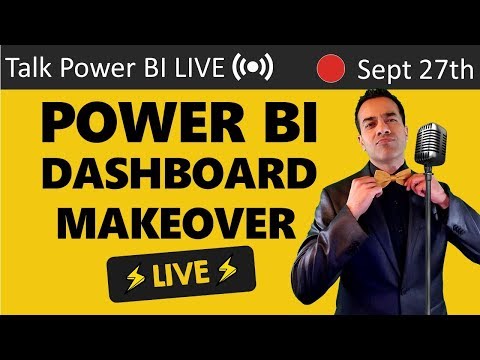 Talk Power BI LIVE
Sept 27th
POWER BI
DASHBOARD
MAKEOVER
⚡LIVE⚡